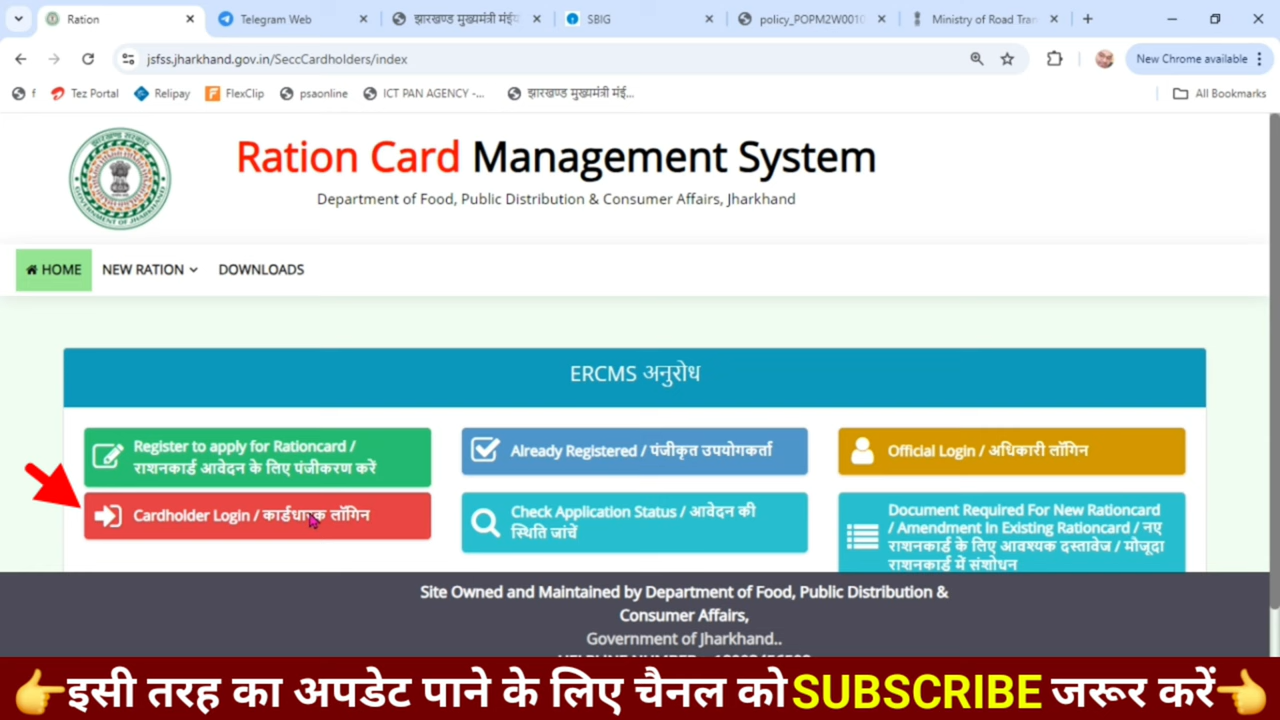 Ration
Telegram Web
झारखण्ड मुख्यमंत्री मंईय
SBIG
policy_POPM2W0010
Ministry of Road Tran
jsfss.jharkhand.gov.in/SeccCardholders/index
New Chrome available
f
Tez Portal
Relipay
FlexClip
psaonline
ICT PAN AGENCY -...
झारखण्ड मुख्यमंत्री मंई...
All Bookmarks
Ration Card Management System
Department of Food, Public Distribution & Consumer Affairs, Jharkhand
HOME
NEW RATION
DOWNLOADS
ERCMS अनुरोध
Register to apply for Rationcard /
राशनकार्ड आवेदन के लिए पंजीकरण करें
Already Registered / पंजीकृत उपयोगकर्ता
Official Login / अधिकारी लॉगिन
Cardholder Login / कार्डधारक लॉगिन
Check Application Status / आवेदन की
स्थिति जांचें
Document Required For New Rationcard
/ Amendment In Existing Rationcard / नए
राशनकार्ड के लिए आवश्यक दस्तावेज / मौजूदा
राशनकार्ड में संशोधन
Site Owned and Maintained by Department of Food, Public Distribution &
Consumer Affairs,
Government of Jharkhand..
👉इसी तरह का अपडेट पाने के लिए चैनल को SUBSCRIBE जरूर करें👈